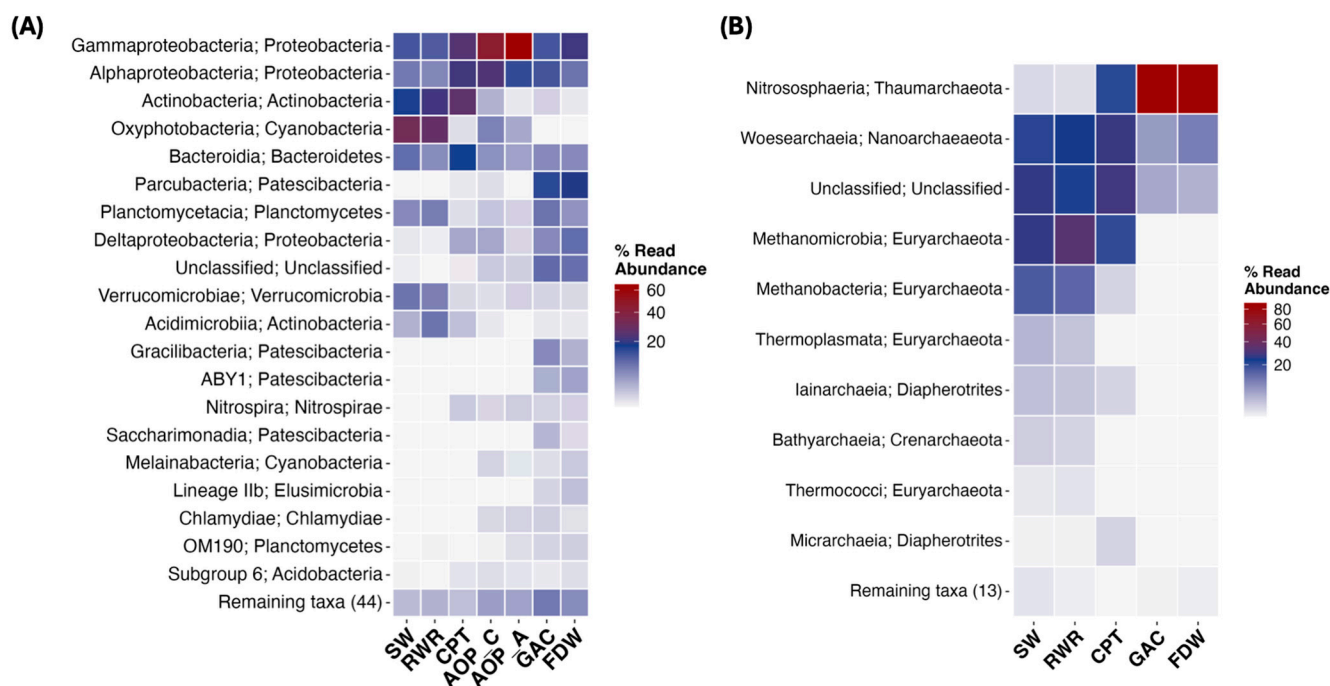 (A)
Gammaproteobacteria; Proteobacteria
Alphaproteobacteria; Proteobacteria
Actinobacteria; Actinobacteria
Oxyphotobacteria; Cyanobacteria
Bacteroidia; Bacteroidetes
Parcubacteria; Patescibacteria
Planctomycetacia; Planctomycetes
Deltaproteobacteria; Proteobacteria
Unclassified; Unclassified
Verrucomicrobiae; Verrucomicrobia
Acidimicrobiia; Actinobacteria
Gracilibacteria; Patescibacteria
ABY1; Patescibacteria
Nitrospira; Nitrospirae
Saccharimonadia; Patescibacteria
Melainabacteria; Cyanobacteria
Lineage IIb; Elusimicrobia
Chlamydiae; Chlamydiae
OM190; Planctomycetes
Subgroup 6; Acidobacteria
Remaining taxa (44)
SW
RWR
CPT
AOP_C
AOP_A
GAC
FDW
% Read
Abundance
60
40
20
(B)
Nitrososphaeria; Thaumarchaeota
Woesearchaeia; Nanoarchaeaeota
Unclassified; Unclassified
Methanomicrobia; Euryarchaeota
Methanobacteria; Euryarchaeota
Thermoplasmata; Euryarchaeota
Iainarchaeia; Diapherotrites
Bathyarchaeia; Crenarchaeota
Thermococci; Euryarchaeota
Micrarchaeia; Diapherotrites
Remaining taxa (13)
SW
RWR
CPT
GAC
FDW
% Read
Abundance
80
60
40
20